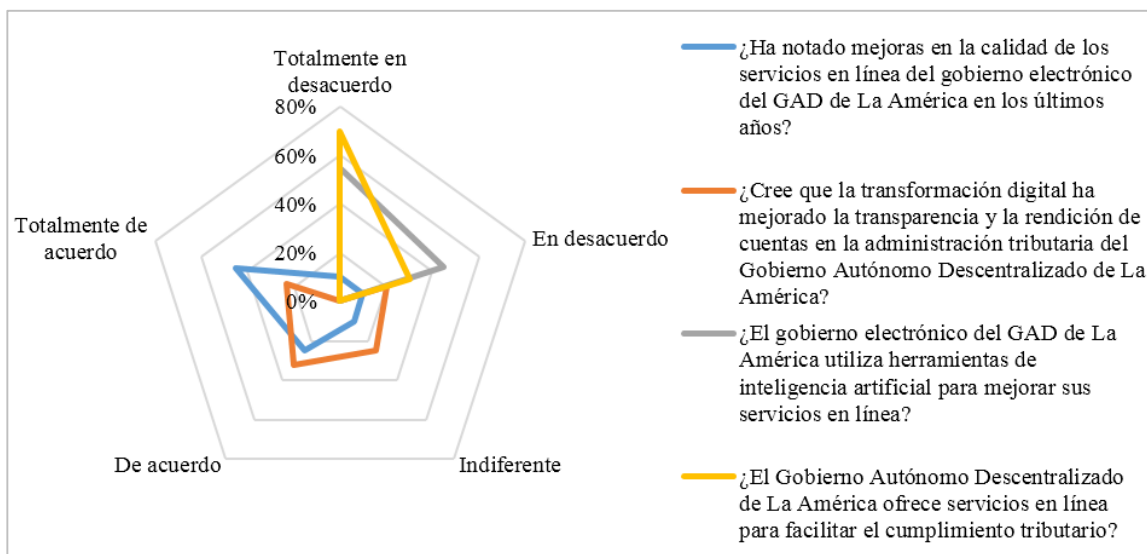 Totalmente en
desacuerdo
80%
60%
40%
20%
0%
En desacuerdo
Indiferente
De acuerdo
Totalmente de
acuerdo
¿Ha notado mejoras en la calidad de los
servicios en línea del gobierno electrónico
del GAD de La América en los últimos
años?
¿Cree que la transformación digital ha
mejorado la transparencia y la rendición de
cuentas en la administración tributaria del
Gobierno Autónomo Descentralizado de La
América?
¿El gobierno electrónico del GAD de La
América utiliza herramientas de
inteligencia artificial para mejorar sus
servicios en línea?
¿El Gobierno Autónomo Descentralizado
de La América ofrece servicios en línea
para facilitar el cumplimiento tributario?